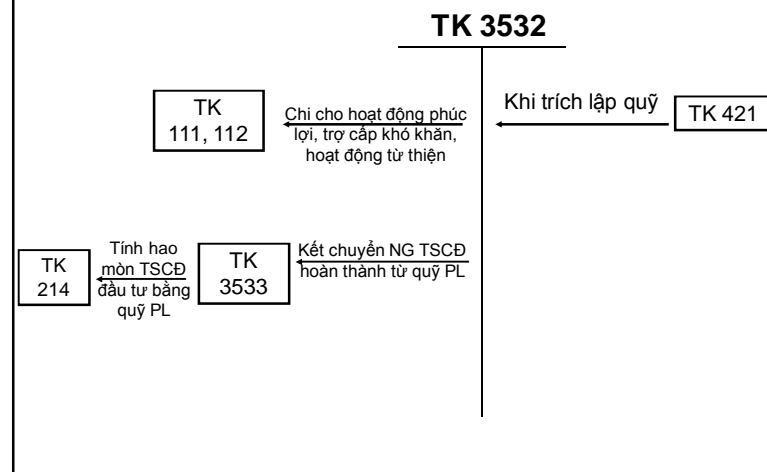 TK 3532
TK
111, 112
Chi cho hoạt động phúc
lợi, trợ cấp khó khăn,
hoạt động từ thiện
Khi trích lập quỹ
TK 421
TK
214
Tính hao
mòn TSCĐ
đầu tư bằng
quỹ PL
TK
3533
Kết chuyển NG TSCĐ
hoàn thành từ quỹ PL